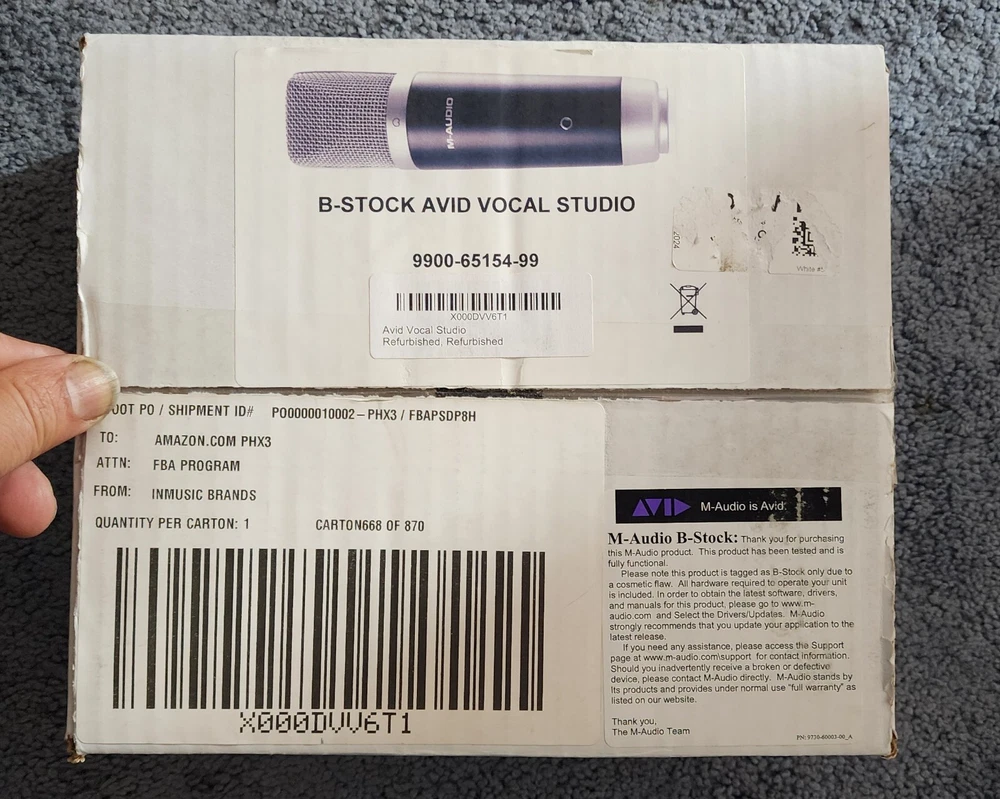 M-AUDIO
B-STOCK AVID VOCAL STUDIO
2024
White #:
9900-65154-99
X000DVV6T1
Avid Vocal Studio
Refurbished, Refurbished
OOT PO / SHIPMENT ID# PO0000010002-PHX3 / FBAPSDP8H
TO: AMAZON.COM PHX3
ATTN: FBA PROGRAM
FROM: INMUSIC BRANDS
QUANTITY PER CARTON: 1 CARTON668 OF 870
X000DVV6T1
AVID M-Audio is Avid.
M-Audio B-Stock: Thank you for purchasing
this M-Audio product. This product has been tested and is
fully functional.
Please note this product is tagged as B-Stock only due to
a cosmetic flaw. All hardware required to operate your unit
is included. In order to obtain the latest software, drivers,
and manuals for this product, please go to www.m-
audio.com and Select the Drivers/Updates. M-Audio
strongly recommends that you update your application to the
latest release.
If you need any assistance, please access the Support
page at www.m-audio.com\support for contact information.
Should you inadvertently receive a broken or defective
device, please contact M-Audio directly. M-Audio stands by
Its products and provides under normal use "full warranty" as
listed on our website.
Thank you,
The M-Audio Team
PN: 9730-60003-00_A